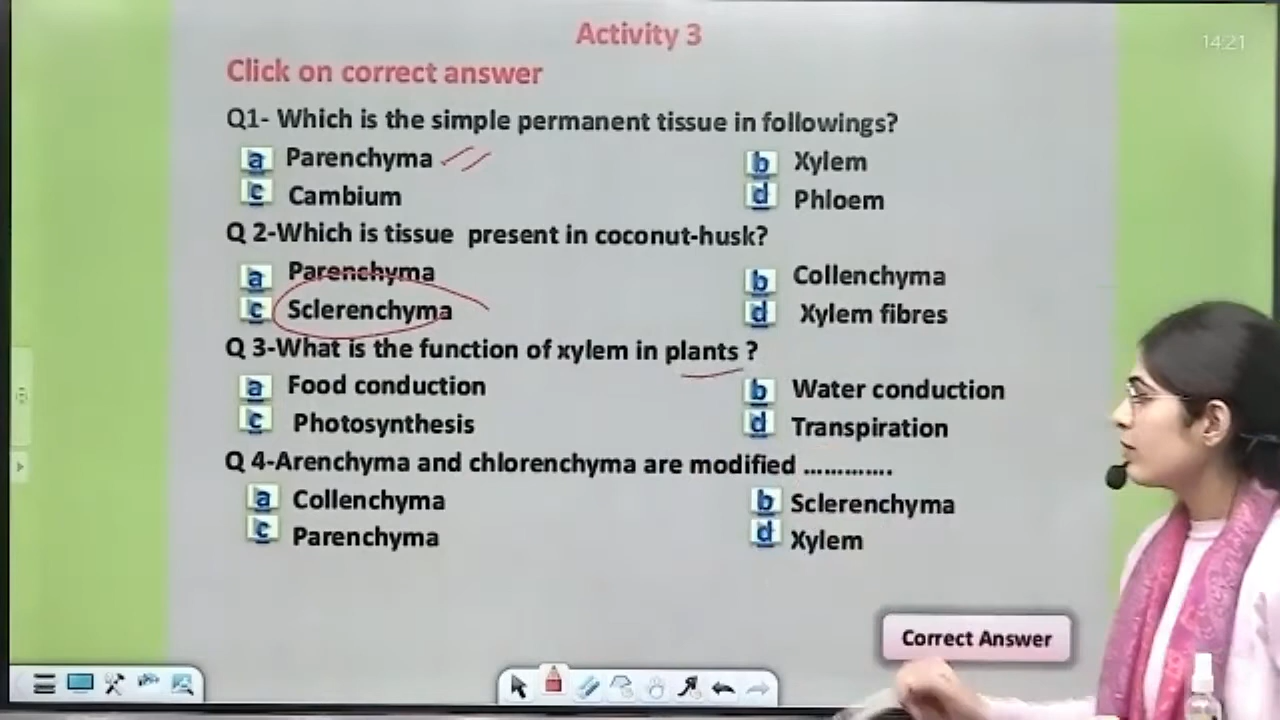 Activity 3
14:21
Click on correct answer
Q1- Which is the simple permanent tissue in followings?
a Parenchyma b Xylem
c Cambium d Phloem
Q 2-Which is tissue present in coconut-husk?
a Parenchyma b Collenchyma
c Sclerenchyma d Xylem fibres
Q 3-What is the function of xylem in plants ?
a Food conduction b Water conduction
c Photosynthesis d Transpiration
Q 4-Arenchyma and chlorenchyma are modified .............
a Collenchyma b Sclerenchyma
c Parenchyma d Xylem
Correct Answer